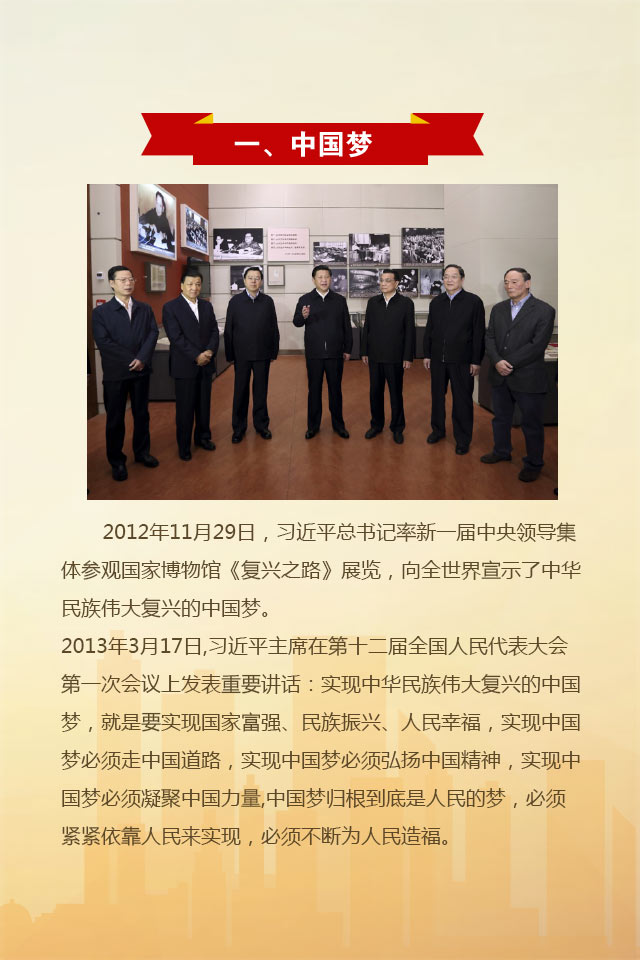 一、中国梦
2012年11月29日，习近平总书记率新一届中央领导集
体参观国家博物馆《复兴之路》展览，向全世界宣示了中华
民族伟大复兴的中国梦。
2013年3月17日,习近平主席在第十二届全国人民代表大会
第一次会议上发表重要讲话：实现中华民族伟大复兴的中国
梦，就是要实现国家富强、民族振兴、人民幸福，实现中国
梦必须走中国道路，实现中国梦必须弘扬中国精神，实现中
国梦必须凝聚中国力量,中国梦归根到底是人民的梦，必须
紧紧依靠人民来实现，必须不断为人民造福。